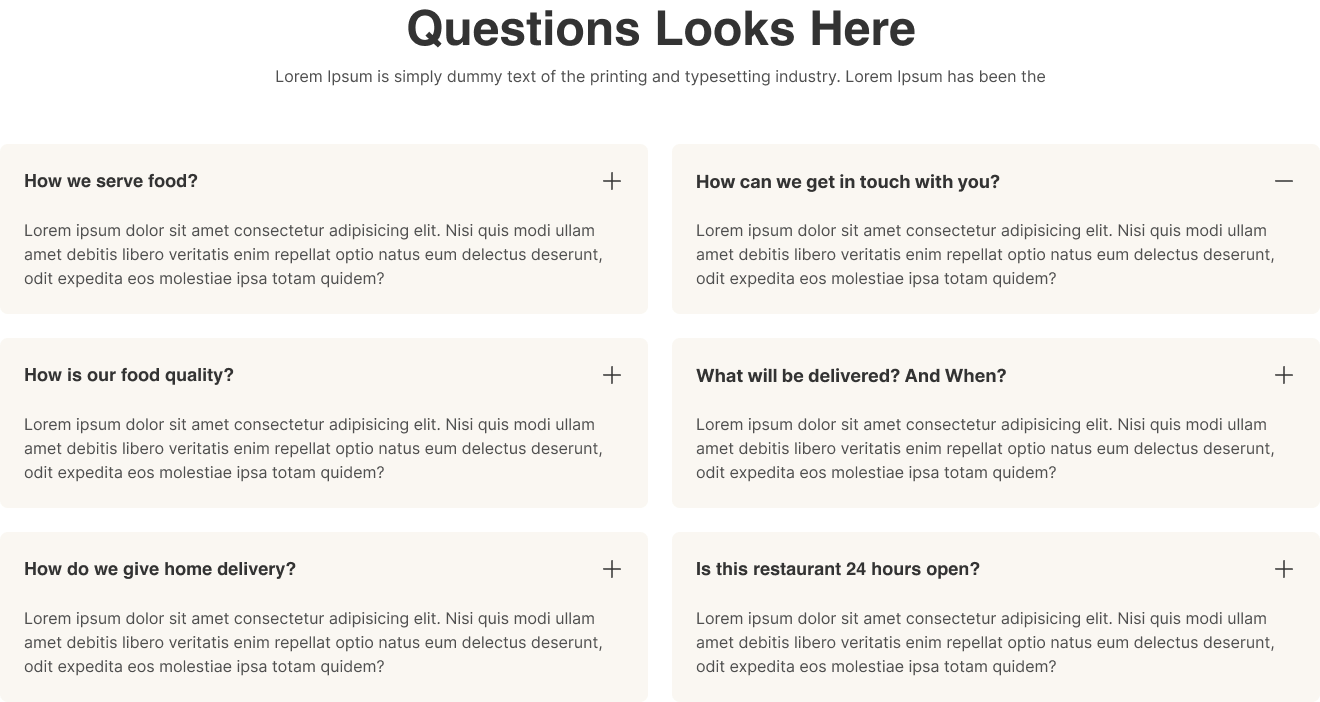 Questions Looks Here
Lorem Ipsum is simply dummy text of the printing and typesetting industry. Lorem Ipsum has been the
How we serve food?
Lorem ipsum dolor sit amet consectetur adipisicing elit. Nisi quis modi ullam
amet debitis libero veritatis enim repellat optio natus eum delectus deserunt,
odit expedita eos molestiae ipsa totam quidem?
How can we get in touch with you?
Lorem ipsum dolor sit amet consectetur adipisicing elit. Nisi quis modi ullam
amet debitis libero veritatis enim repellat optio natus eum delectus deserunt,
odit expedita eos molestiae ipsa totam quidem?
How is our food quality?
Lorem ipsum dolor sit amet consectetur adipisicing elit. Nisi quis modi ullam
amet debitis libero veritatis enim repellat optio natus eum delectus deserunt,
odit expedita eos molestiae ipsa totam quidem?
What will be delivered? And When?
Lorem ipsum dolor sit amet consectetur adipisicing elit. Nisi quis modi ullam
amet debitis libero veritatis enim repellat optio natus eum delectus deserunt,
odit expedita eos molestiae ipsa totam quidem?
How do we give home delivery?
Lorem ipsum dolor sit amet consectetur adipisicing elit. Nisi quis modi ullam
amet debitis libero veritatis enim repellat optio natus eum delectus deserunt,
odit expedita eos molestiae ipsa totam quidem?
Is this restaurant 24 hours open?
Lorem ipsum dolor sit amet consectetur adipisicing elit. Nisi quis modi ullam
amet debitis libero veritatis enim repellat optio natus eum delectus deserunt,
odit expedita eos molestiae ipsa totam quidem?